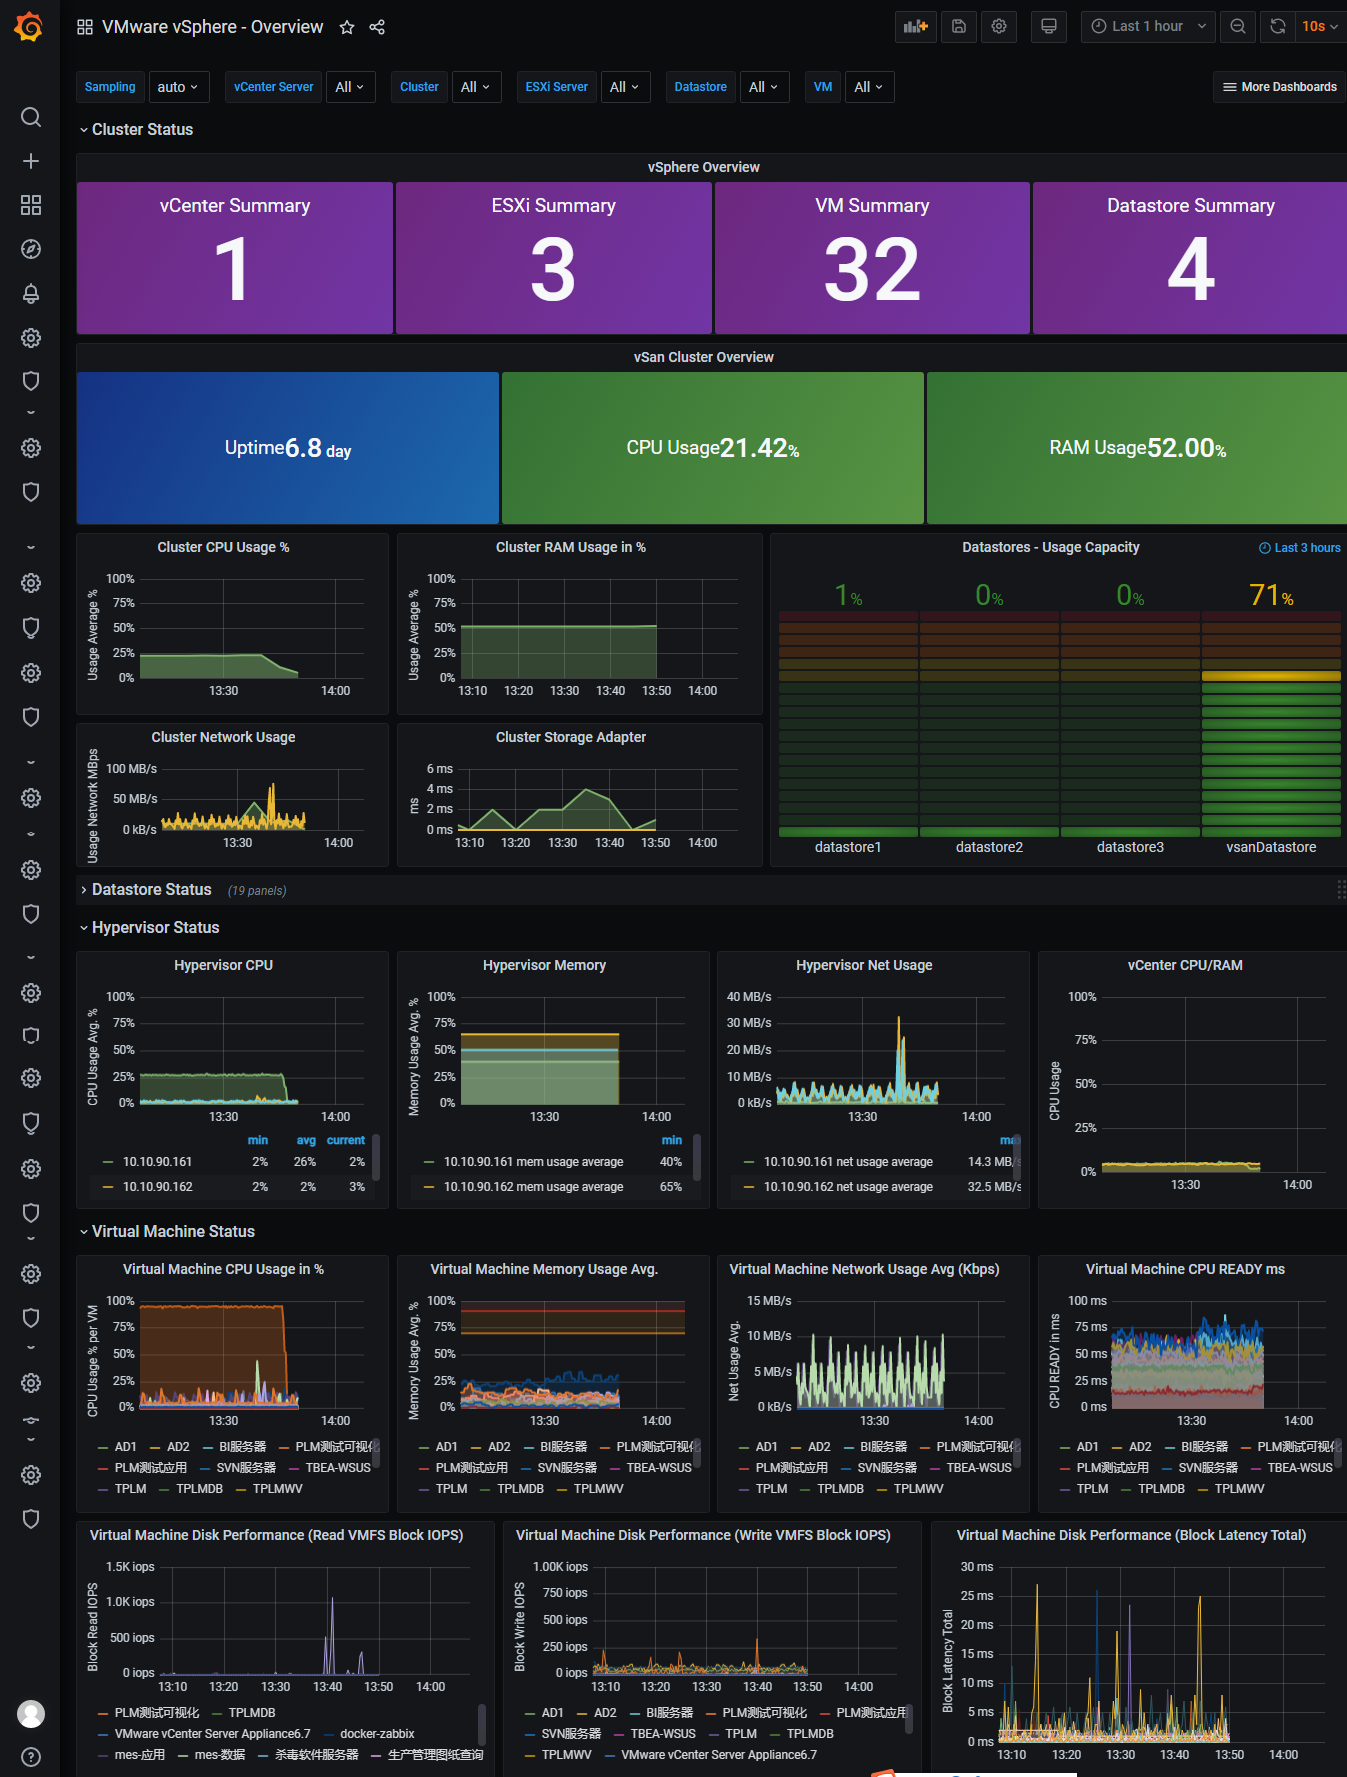 VMware vSphere - Overview
Last 1 hour
10s
Sampling auto vCenter Server All Cluster All ESXi Server All Datastore All VM All More Dashboards
Cluster Status
vSphere Overview
vCenter Summary ESXi Summary VM Summary Datastore Summary
1 3 32 4
vSan Cluster Overview
Uptime6.8 day CPU Usage21.42% RAM Usage52.00%
Cluster CPU Usage %
Usage Average %
100%
75%
50%
25%
0%
13:30 14:00
Cluster RAM Usage in %
Usage Average %
100%
75%
50%
25%
0%
13:10 13:20 13:30 13:40 13:50 14:00
Datastores - Usage Capacity
Last 3 hours
1% 0% 0% 71%
datastore1 datastore2 datastore3 vsanDatastore
Cluster Network Usage
Usage Network MBps
100 MB/s
50 MB/s
0 kB/s
13:30 14:00
Cluster Storage Adapter
ms
6 ms
4 ms
2 ms
0 ms
13:10 13:20 13:30 13:40 13:50 14:00
Datastore Status (19 panels)
Hypervisor Status
Hypervisor CPU
CPU Usage Avg. %
100%
75%
50%
25%
0%
13:30 14:00
min avg current
10.10.90.161 2% 26% 2%
10.10.90.162 2% 2% 3%
Hypervisor Memory
Memory Usage Avg. %
100%
75%
50%
25%
0%
13:30 14:00
min
10.10.90.161 mem usage average 40%
10.10.90.162 mem usage average 65%
Hypervisor Net Usage
40 MB/s
30 MB/s
20 MB/s
10 MB/s
0 kB/s
13:30 14:00
max
10.10.90.161 net usage average 14.3 MB/s
10.10.90.162 net usage average 32.5 MB/s
vCenter CPU/RAM
CPU Usage
100%
75%
50%
25%
0%
13:30 14:00
Virtual Machine Status
Virtual Machine CPU Usage in %
CPU Usage % per VM
100%
75%
50%
25%
0%
13:30 14:00
AD1 AD2 BI服务器 PLM测试可视化
PLM测试应用 SVN服务器 TBEA-WSUS
TPLM TPLMDB TPLMWV
Virtual Machine Memory Usage Avg.
Memory Usage Avg. %
100%
75%
50%
25%
0%
13:30 14:00
AD1 AD2 BI服务器 PLM测试可视化
PLM测试应用 SVN服务器 TBEA-WSUS
TPLM TPLMDB TPLMWV
Virtual Machine Network Usage Avg (Kbps)
Net Usage Avg.
15 MB/s
10 MB/s
5 MB/s
0 kB/s
13:30 14:00
AD1 AD2 BI服务器 PLM测试可视化
PLM测试应用 SVN服务器 TBEA-WSUS
TPLM TPLMDB TPLMWV
Virtual Machine CPU READY ms
CPU READY in ms
100 ms
75 ms
50 ms
25 ms
0 ms
13:30 14:00
AD1 AD2 BI服务器 PLM测试可视化
PLM测试应用 SVN服务器 TBEA-WSUS
TPLM TPLMDB TPLMWV
Virtual Machine Disk Performance (Read VMFS Block IOPS)
Block Read IOPS
1.5K iops
1.0K iops
500 iops
0 iops
13:10 13:20 13:30 13:40 13:50 14:00
PLM测试可视化 TPLMDB
VMware vCenter Server Appliance6.7 docker-zabbix
mes-应用 mes-数据 杀毒软件服务器 生产管理图纸查询
Virtual Machine Disk Performance (Write VMFS Block IOPS)
Block Write IOPS
1.00K iops
750 iops
500 iops
250 iops
0 iops
13:10 13:20 13:30 13:40 13:50 14:00
AD1 AD2 BI服务器 PLM测试可视化 PLM测试应用
SVN服务器 TBEA-WSUS TPLM TPLMDB
TPLMWV VMware vCenter Server Appliance6.7
Virtual Machine Disk Performance (Block Latency Total)
Block Latency Total
30 ms
25 ms
20 ms
15 ms
10 ms
5 ms
0 ms
13:10 13:20 13:30 13:40 13:50 14:00